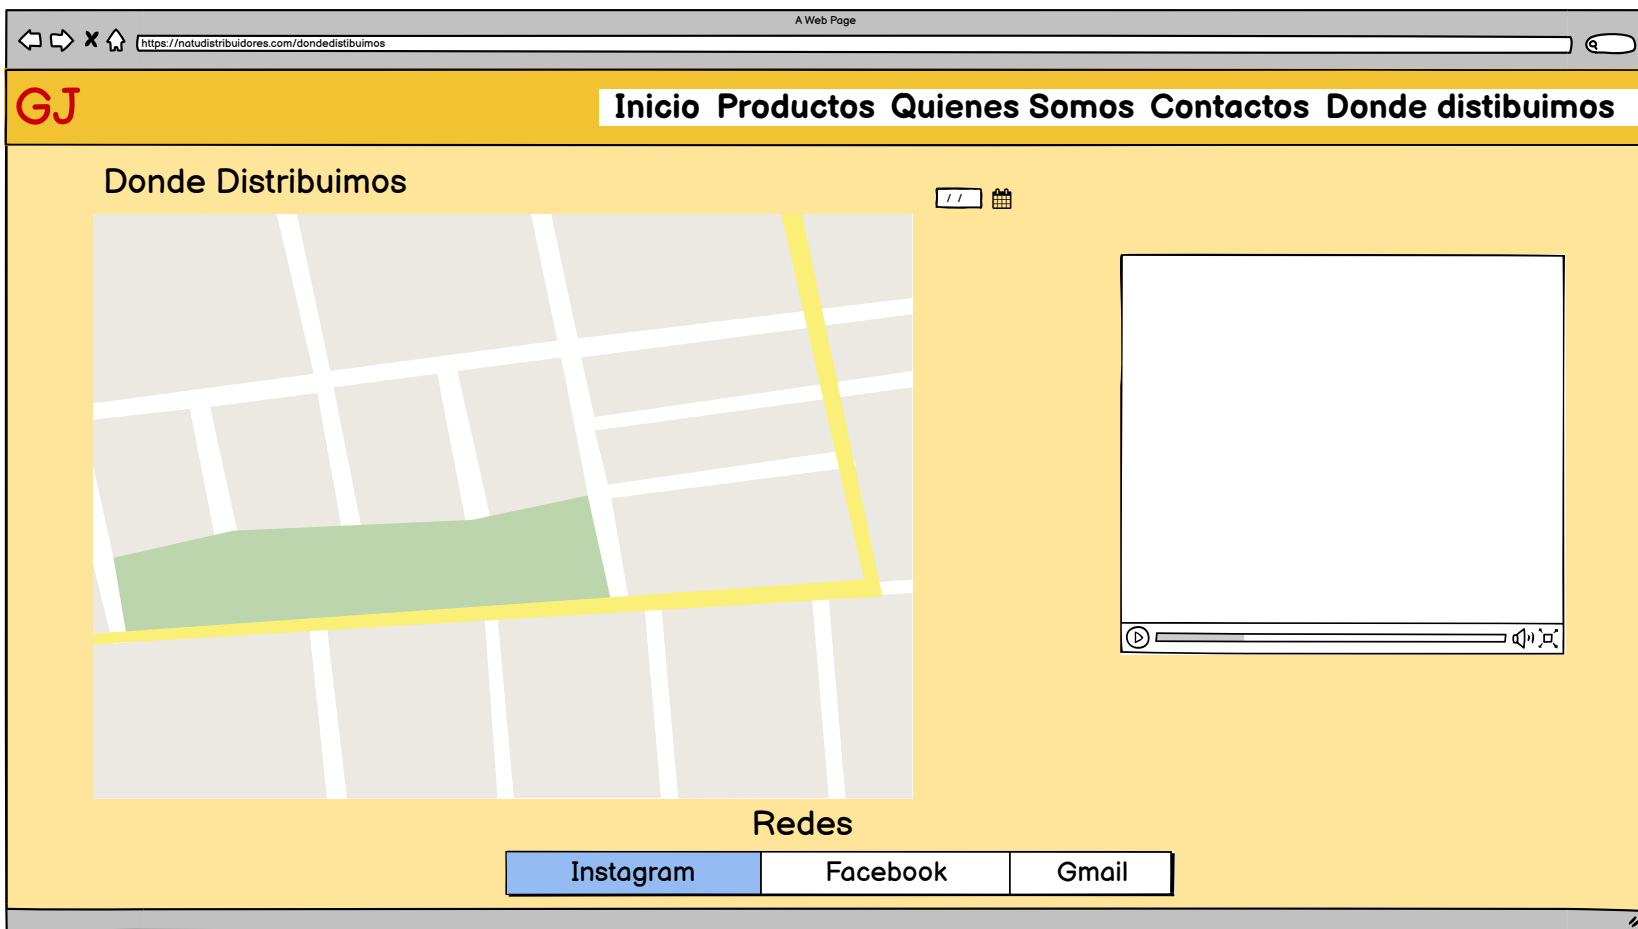 A Web Page
https://natudistribuidores.com/dondedistibuimos
GJ
Inicio Productos Quienes Somos Contactos Donde distibuimos
Donde Distribuimos
/ /
Redes
Instagram Facebook Gmail